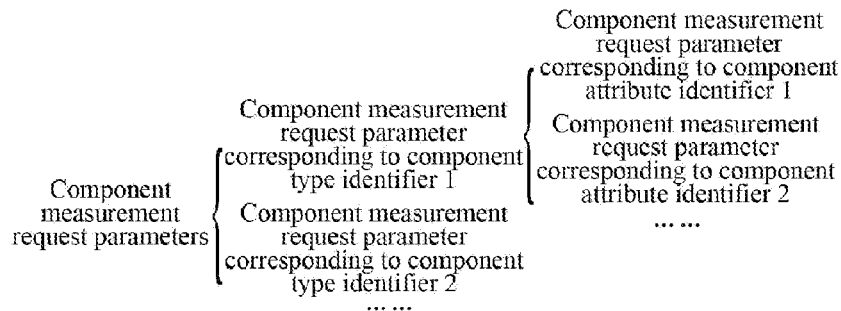 Component
measurement
request parameters
Component measurement
request parameter
corresponding to component
type identifier 1
Component measurement
request parameter
corresponding to component
type identifier 2
... ...
Component measurement
request parameter
corresponding to component
attribute identifier 1
Component measurement
request parameter
corresponding to component
attribute identifier 2
... ...